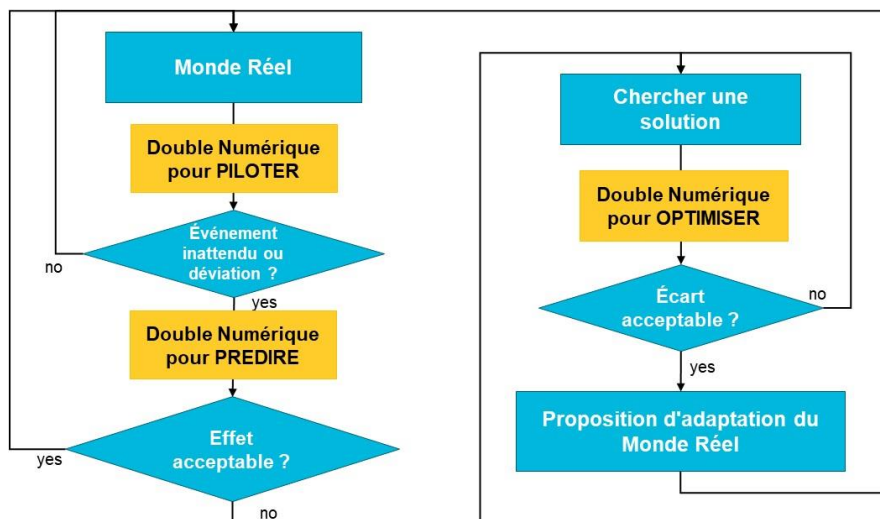 Monde Réel
Double Numérique
pour PILOTER
Événement
inattendu ou
déviation ?
no
yes
Double Numérique
pour PREDIRE
Effet
acceptable ?
yes
no
Chercher une
solution
Double Numérique
pour OPTIMISER
Écart
acceptable ?
no
yes
Proposition d'adaptation du
Monde Réel